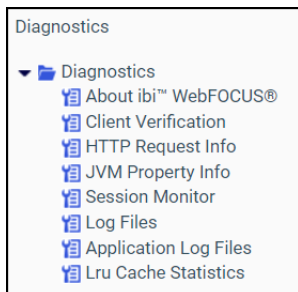 Diagnostics
Diagnostics
About ibi™ WebFOCUS®
Client Verification
HTTP Request Info
JVM Property Info
Session Monitor
Log Files
Application Log Files
Lru Cache Statistics